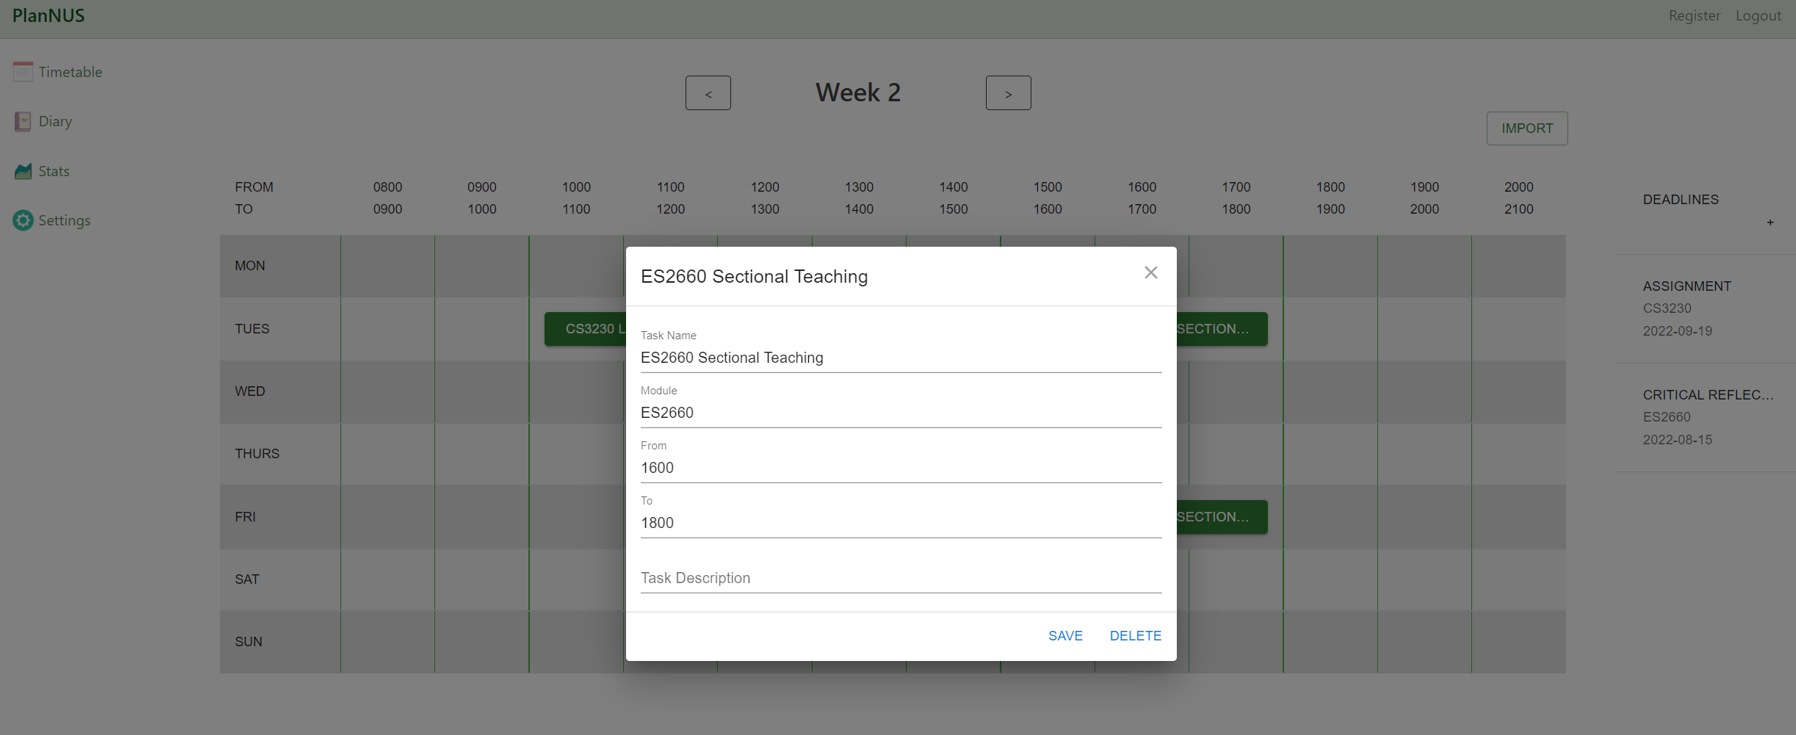 PlanNUS
Register Logout
Timetable
Diary
Stats
Settings
< Week 2 >
IMPORT
FROM 0800 0900 1000 1100 1200 1300 1400 1500 1600 1700 1800 1900 2000
TO 0900 1000 1100 1200 1300 1400 1500 1600 1700 1800 1900 2000 2100
MON
TUES
CS3230 L
SECTION...
WED
THURS
FRI
SECTION...
SAT
SUN
ES2660 Sectional Teaching
Task Name
ES2660 Sectional Teaching
Module
ES2660
From
1600
To
1800
Task Description
SAVE DELETE
DEADLINES
+
ASSIGNMENT
CS3230
2022-09-19
CRITICAL REFLEC...
ES2660
2022-08-15